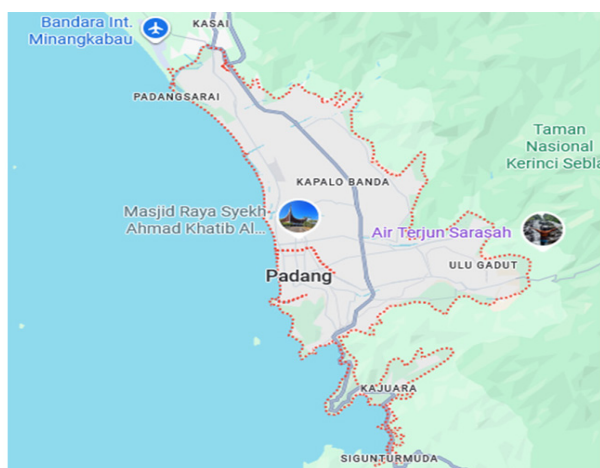 Bandara Int.
Minangkabau
KASAI
PADANGSARAI
Taman
Nasional
Kerinci Sebla
KAPALO BANDA
Masjid Raya Syekh
Ahmad Khatib Al...
Air Terjun Sarasah
ULU GADUT
Padang
KAJUARA
SIGUNTURMUDA